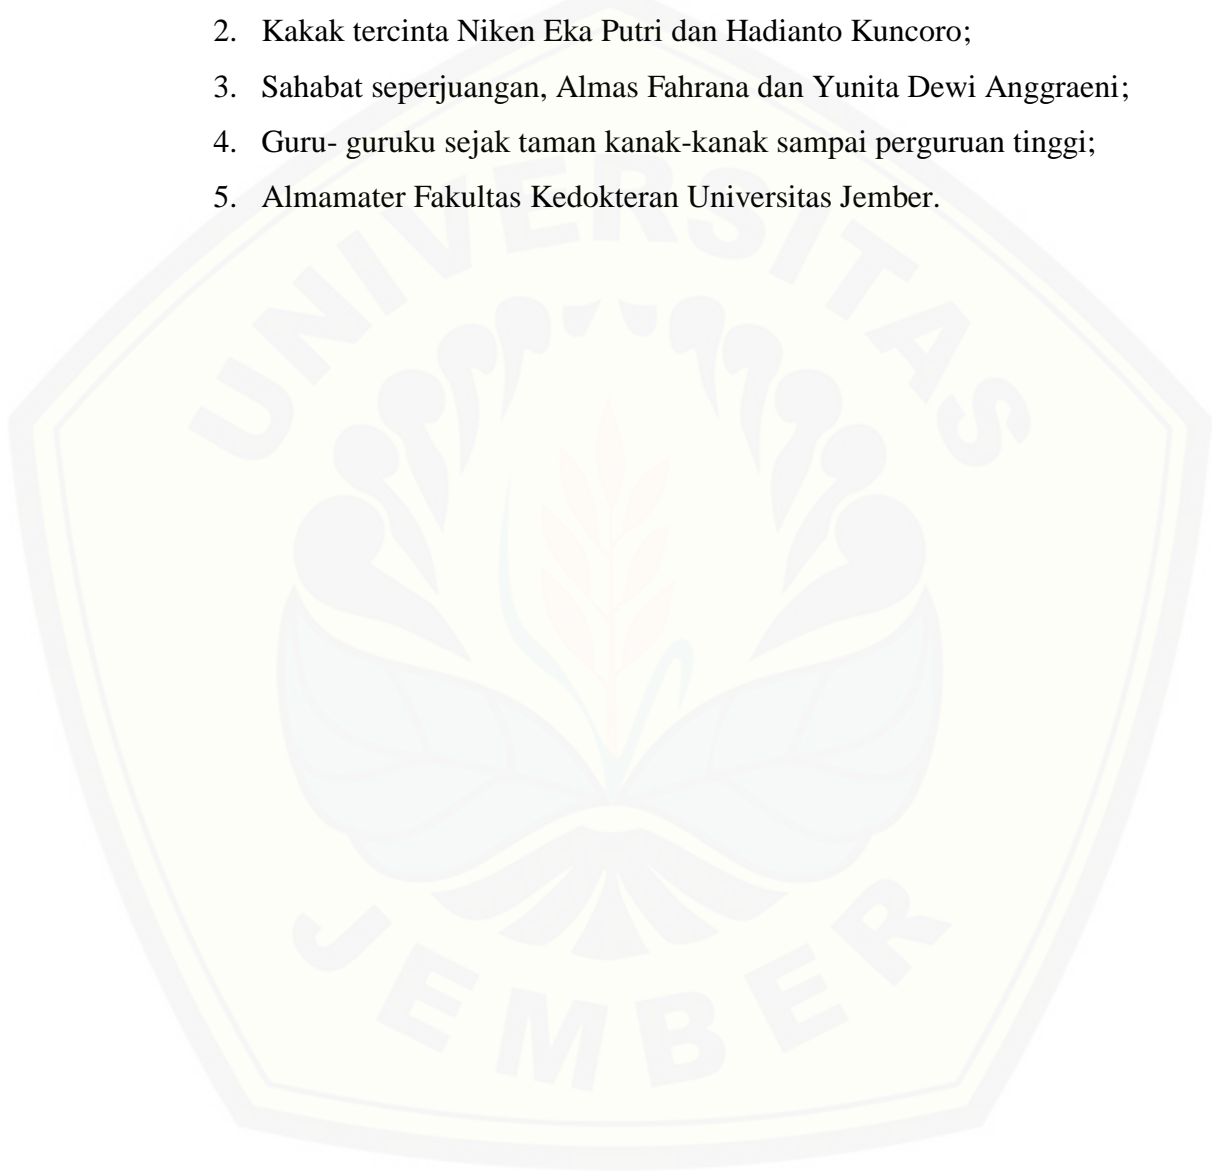 2. Kakak tercinta Niken Eka Putri dan Hadianto Kuncoro;
3. Sahabat seperjuangan, Almas Fahrana dan Yunita Dewi Anggraeni;
4. Guru- guruku sejak taman kanak-kanak sampai perguruan tinggi;
5. Almamater Fakultas Kedokteran Universitas Jember.
UNIVERSITAS
JEMBER